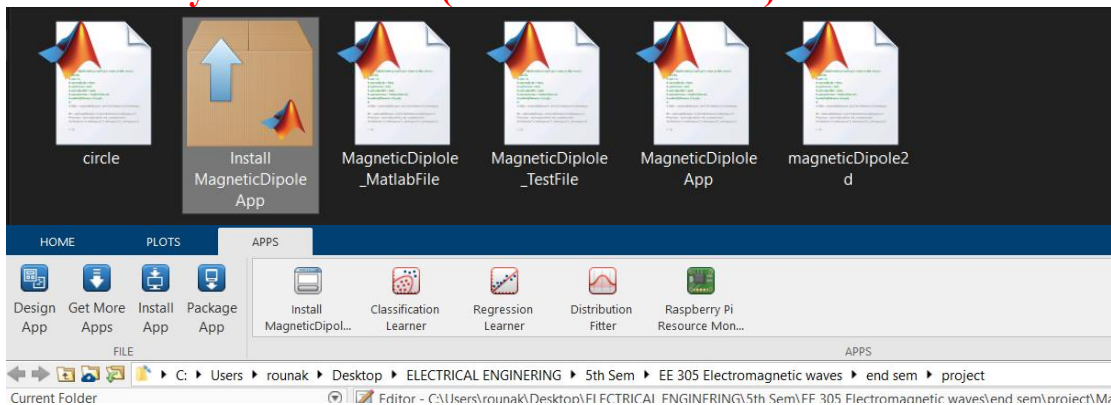 circle
Install MagneticDipole App
MagneticDiplole _MatlabFile
MagneticDiplole _TestFile
MagneticDiplole App
magneticDipole2 d
HOME PLOTS APPS
Design App
Get More Apps
Install App
Package App
Install MagneticDipol...
Classification Learner
Regression Learner
Distribution Fitter
Raspberry Pi Resource Mon...
FILE APPS
C: Users rounak Desktop ELECTRICAL ENGINERING 5th Sem EE 305 Electromagnetic waves end sem project
Current Folder Editor - C:\Users\rounak\Desktop\ELECTRICAL ENGINERING\5th Sem\EE 305 Electromagnetic waves\end sem\project\Ma